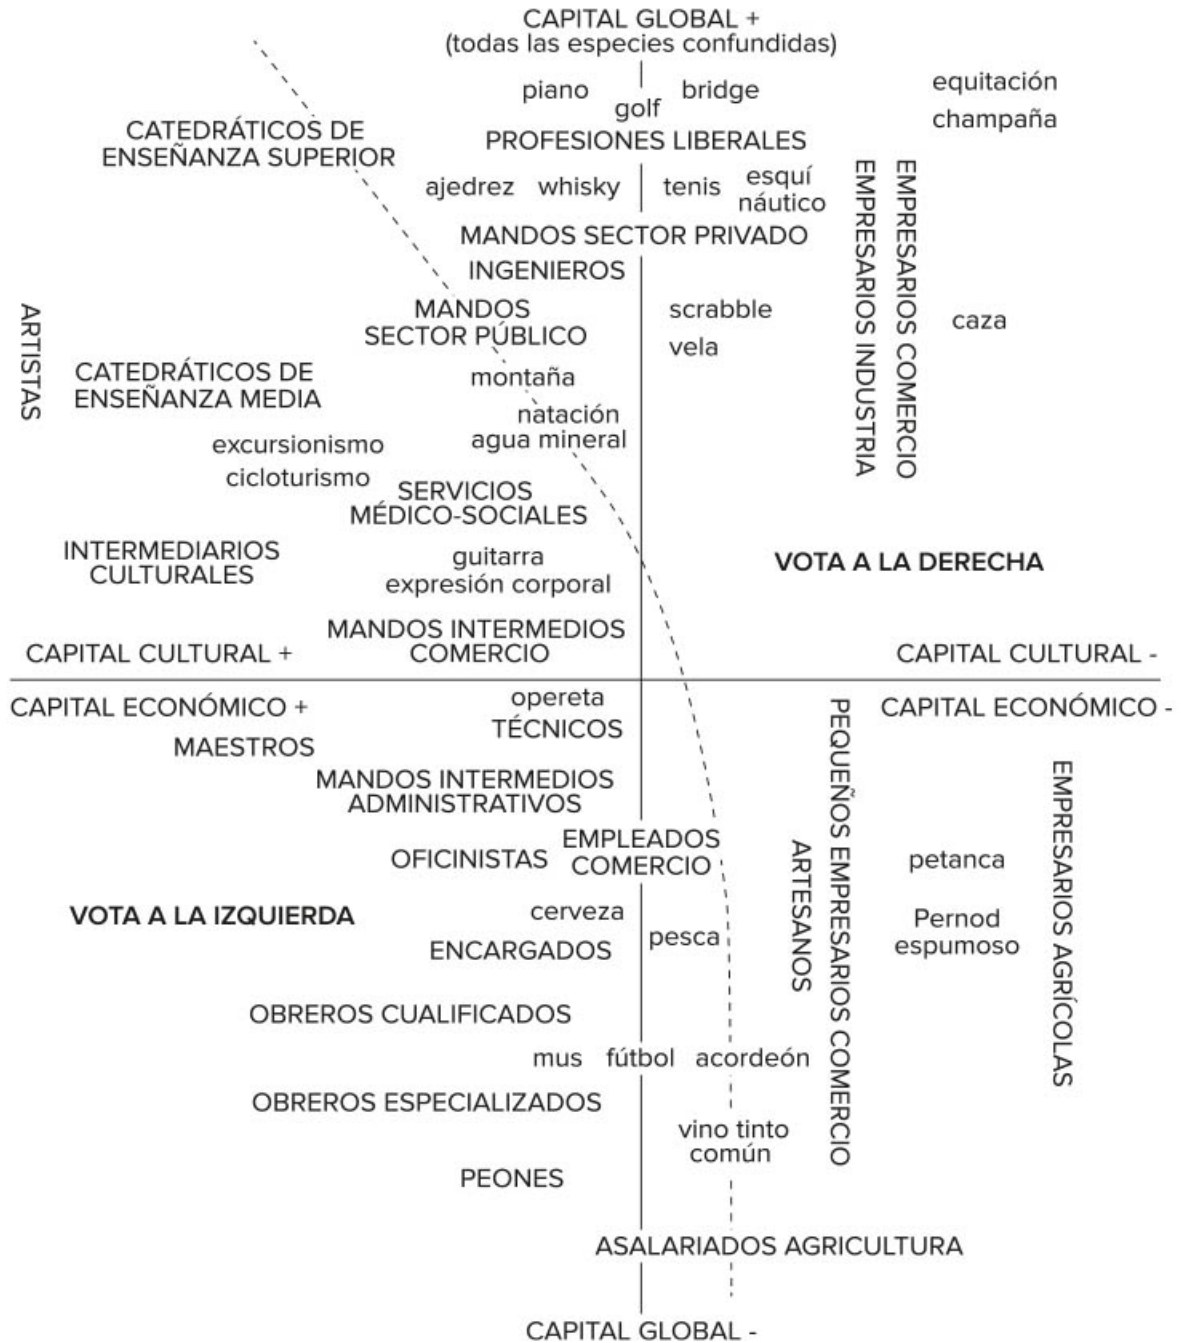 CAPITAL GLOBAL +
(todas las especies confundidas)
piano
bridge
golf
equitación
champaña
CATEDRÁTICOS DE
ENSEÑANZA SUPERIOR
PROFESIONES LIBERALES
ajedrez
whisky
tenis
esquí
náutico
EMPRESARIOS INDUSTRIA
EMPRESARIOS COMERCIO
MANDOS SECTOR PRIVADO
INGENIEROS
ARTISTAS
MANDOS
SECTOR PÚBLICO
scrabble
vela
caza
CATEDRÁTICOS DE
ENSEÑANZA MEDIA
montaña
natación
agua mineral
excursionismo
cicloturismo
SERVICIOS
MÉDICO-SOCIALES
INTERMEDIARIOS
CULTURALES
guitarra
expresión corporal
VOTA A LA DERECHA
MANDOS INTERMEDIOS
COMERCIO
CAPITAL CULTURAL +
CAPITAL CULTURAL -
CAPITAL ECONÓMICO +
opereta
TÉCNICOS
CAPITAL ECONÓMICO -
MAESTROS
MANDOS INTERMEDIOS
ADMINISTRATIVOS
PEQUEÑOS EMPRESARIOS COMERCIO
ARTESANOS
EMPRESARIOS AGRÍCOLAS
OFICINISTAS
EMPLEADOS
COMERCIO
petanca
VOTA A LA IZQUIERDA
cerveza
pesca
Pernod
espumoso
ENCARGADOS
OBREROS CUALIFICADOS
mus
fútbol
acordeón
OBREROS ESPECIALIZADOS
vino tinto
común
PEONES
ASALARIADOS AGRICULTURA
CAPITAL GLOBAL -